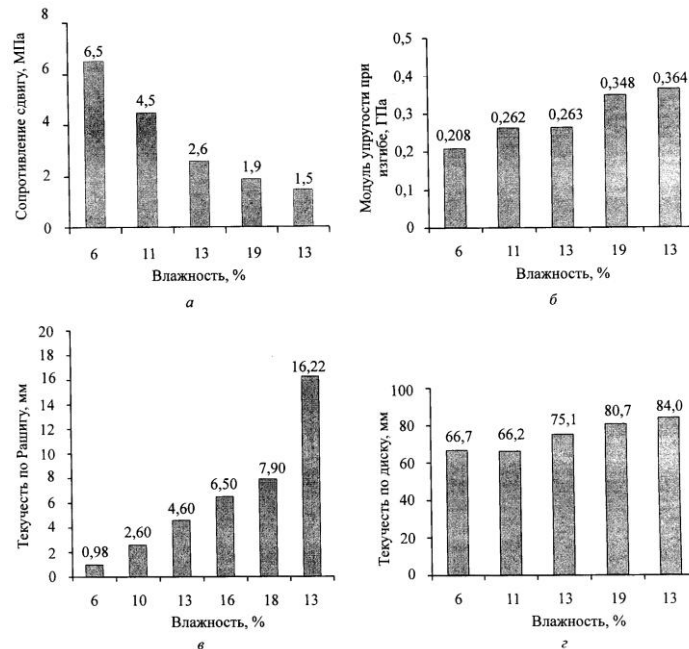 Сопротивление сдвигу, МПа
8
6
4
2
0
6,5
4,5
2,6
1,9
1,5
6 11 13 19 13
Влажность, %
а
Модуль упругости при
изгибе, ГПа
0,5
0,4
0,3
0,2
0,1
0
0,208
0,262
0,263
0,348
0,364
6 11 13 19 13
Влажность, %
б
Текучесть по Рашигу, мм
20
18
16
14
12
10
8
6
4
2
0
0,98
2,60
4,60
6,50
7,90
16,22
6 10 13 16 18 13
Влажность, %
в
Текучесть по диску, мм
100
80
60
40
20
0
66,7
66,2
75,1
80,7
84,0
6 11 13 19 13
Влажность, %
г